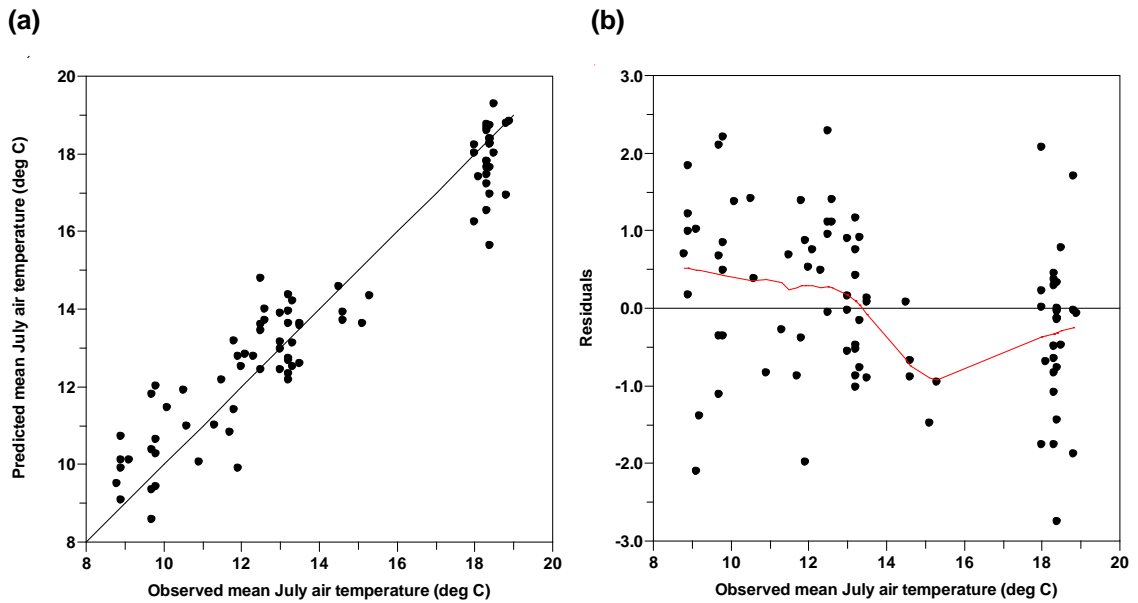 (a)
(b)
Predicted mean July air temperature (deg C)
20
18
16
14
12
10
8
8 10 12 14 16 18 20
Observed mean July air temperature (deg C)
Residuals
3.0
2.0
1.0
0.0
-1.0
-2.0
-3.0
8 10 12 14 16 18 20
Observed mean July air temperature (deg C)